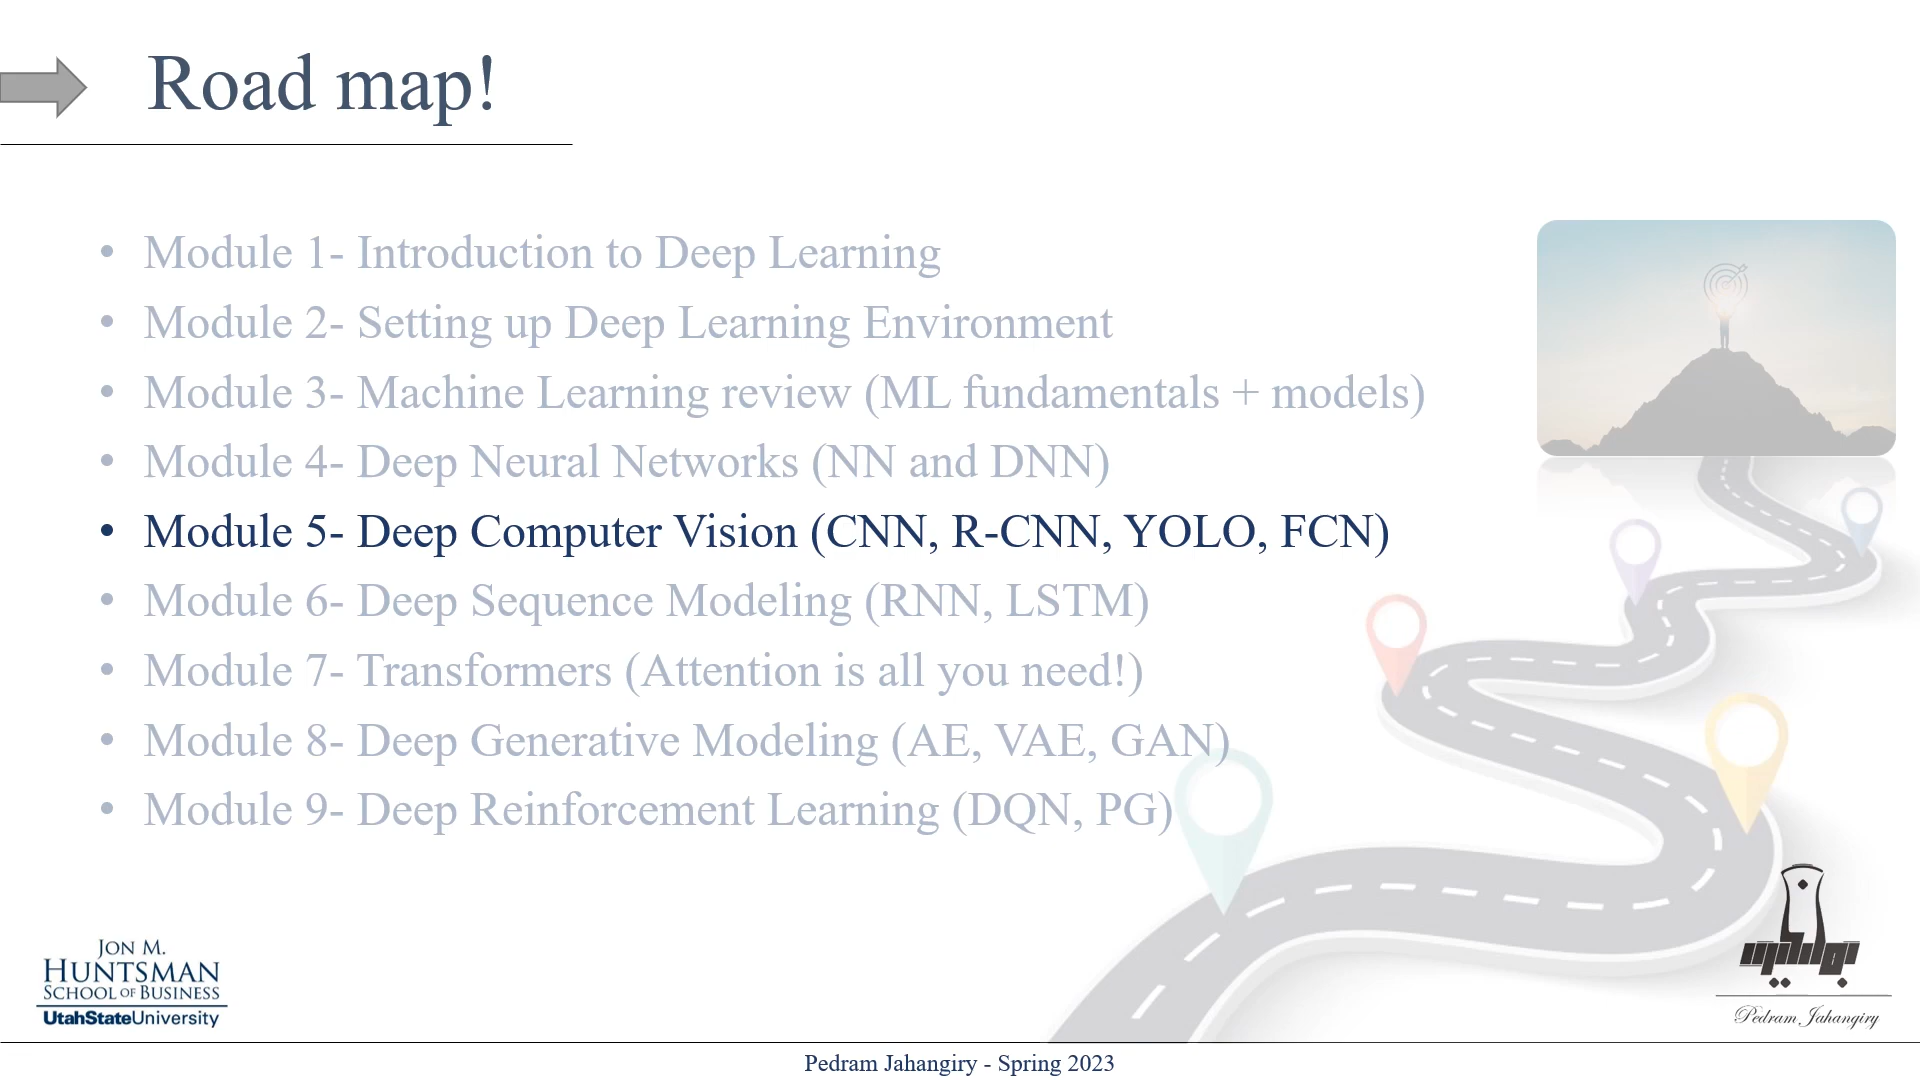 Road map!
• Module 1- Introduction to Deep Learning
• Module 2- Setting up Deep Learning Environment
• Module 3- Machine Learning review (ML fundamentals + models)
• Module 4- Deep Neural Networks (NN and DNN)
• Module 5- Deep Computer Vision (CNN, R-CNN, YOLO, FCN)
• Module 6- Deep Sequence Modeling (RNN, LSTM)
• Module 7- Transformers (Attention is all you need!)
• Module 8- Deep Generative Modeling (AE, VAE, GAN)
• Module 9- Deep Reinforcement Learning (DQN, PG)
JON M.
HUNTSMAN
SCHOOL OF BUSINESS
UtahStateUniversity
Pedram Jahangiry
Pedram Jahangiry - Spring 2023